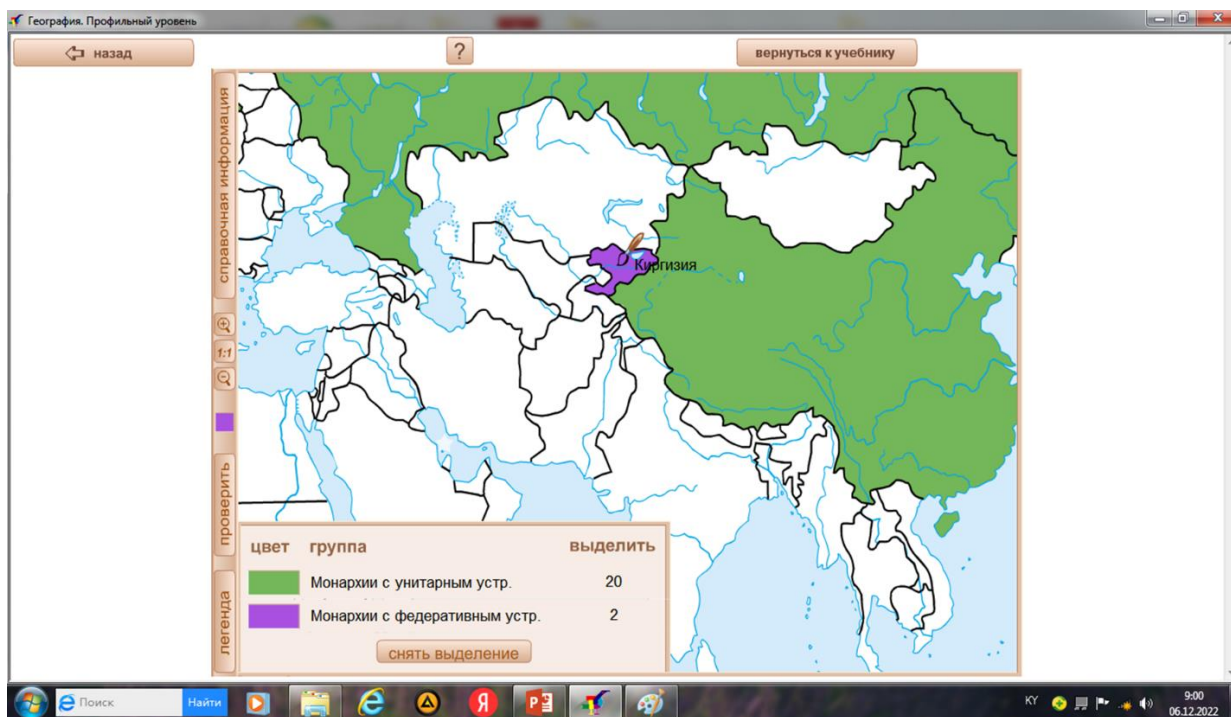 География. Профильный уровень
назад
?
вернуться к учебнику
справочная информация
1:1
проверить
легенда
Киргизия
цвет группа выделить
Монархии с унитарным устр. 20
Монархии с федеративным устр. 2
снять выделение
Поиск Найти
KY 9:00
06.12.2022